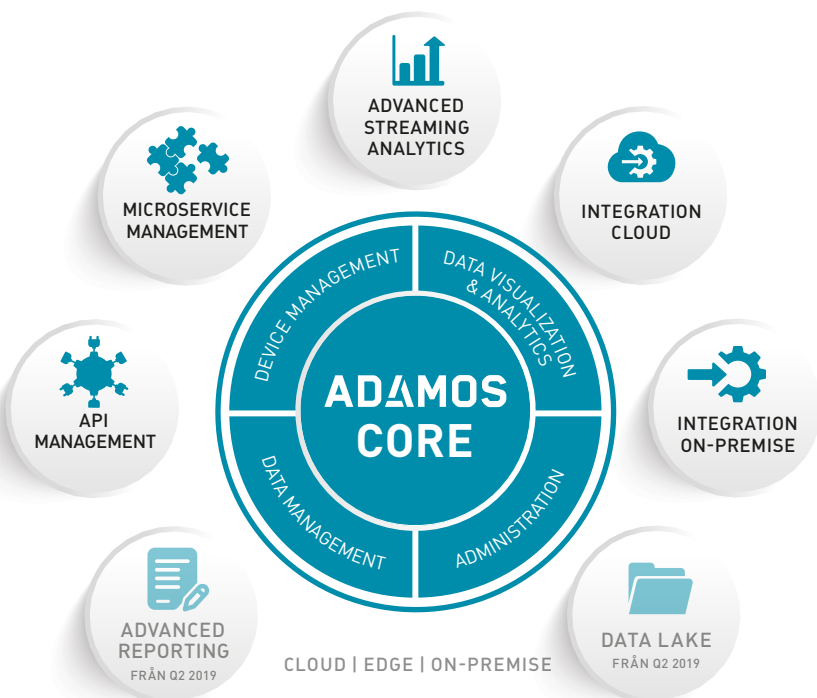 ADVANCED
STREAMING
ANALYTICS
MICROSERVICE
MANAGEMENT
INTEGRATION
CLOUD
DEVICE MANAGEMENT
DATA VISUALIZATION
& ANALYTICS
ADAMOS
CORE
API
MANAGEMENT
INTEGRATION
ON-PREMISE
DATA MANAGEMENT
ADMINISTRATION
ADVANCED
REPORTING
FRÅN Q2 2019
DATA LAKE
FRÅN Q2 2019
CLOUD | EDGE | ON-PREMISE